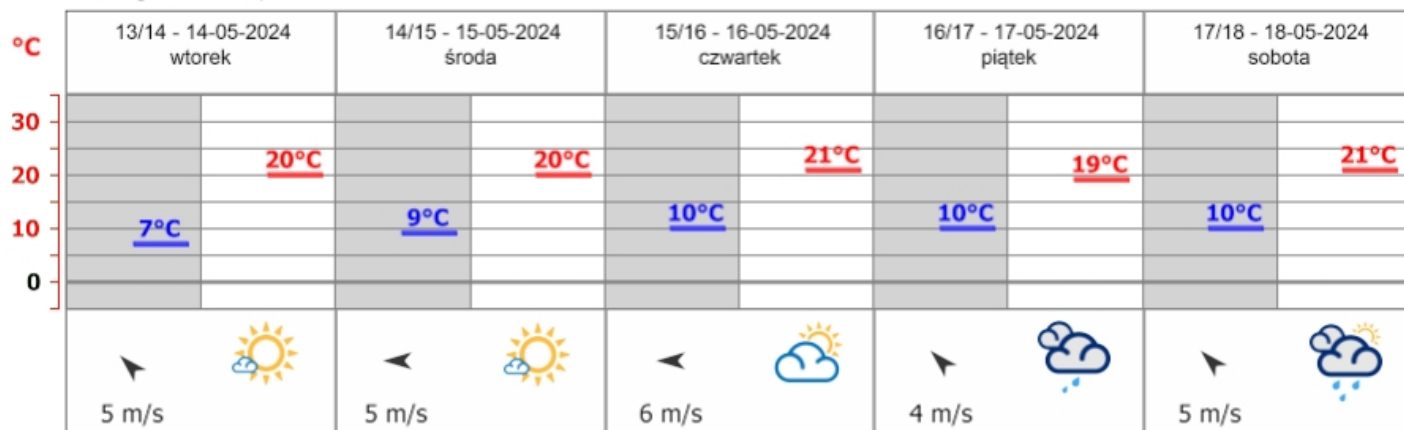 °C
13/14 - 14-05-2024
wtorek
14/15 - 15-05-2024
środa
15/16 - 16-05-2024
czwartek
16/17 - 17-05-2024
piątek
17/18 - 18-05-2024
sobota
30
20
10
0
7°C
20°C
9°C
20°C
10°C
21°C
10°C
19°C
10°C
21°C
5 m/s
5 m/s
6 m/s
4 m/s
5 m/s